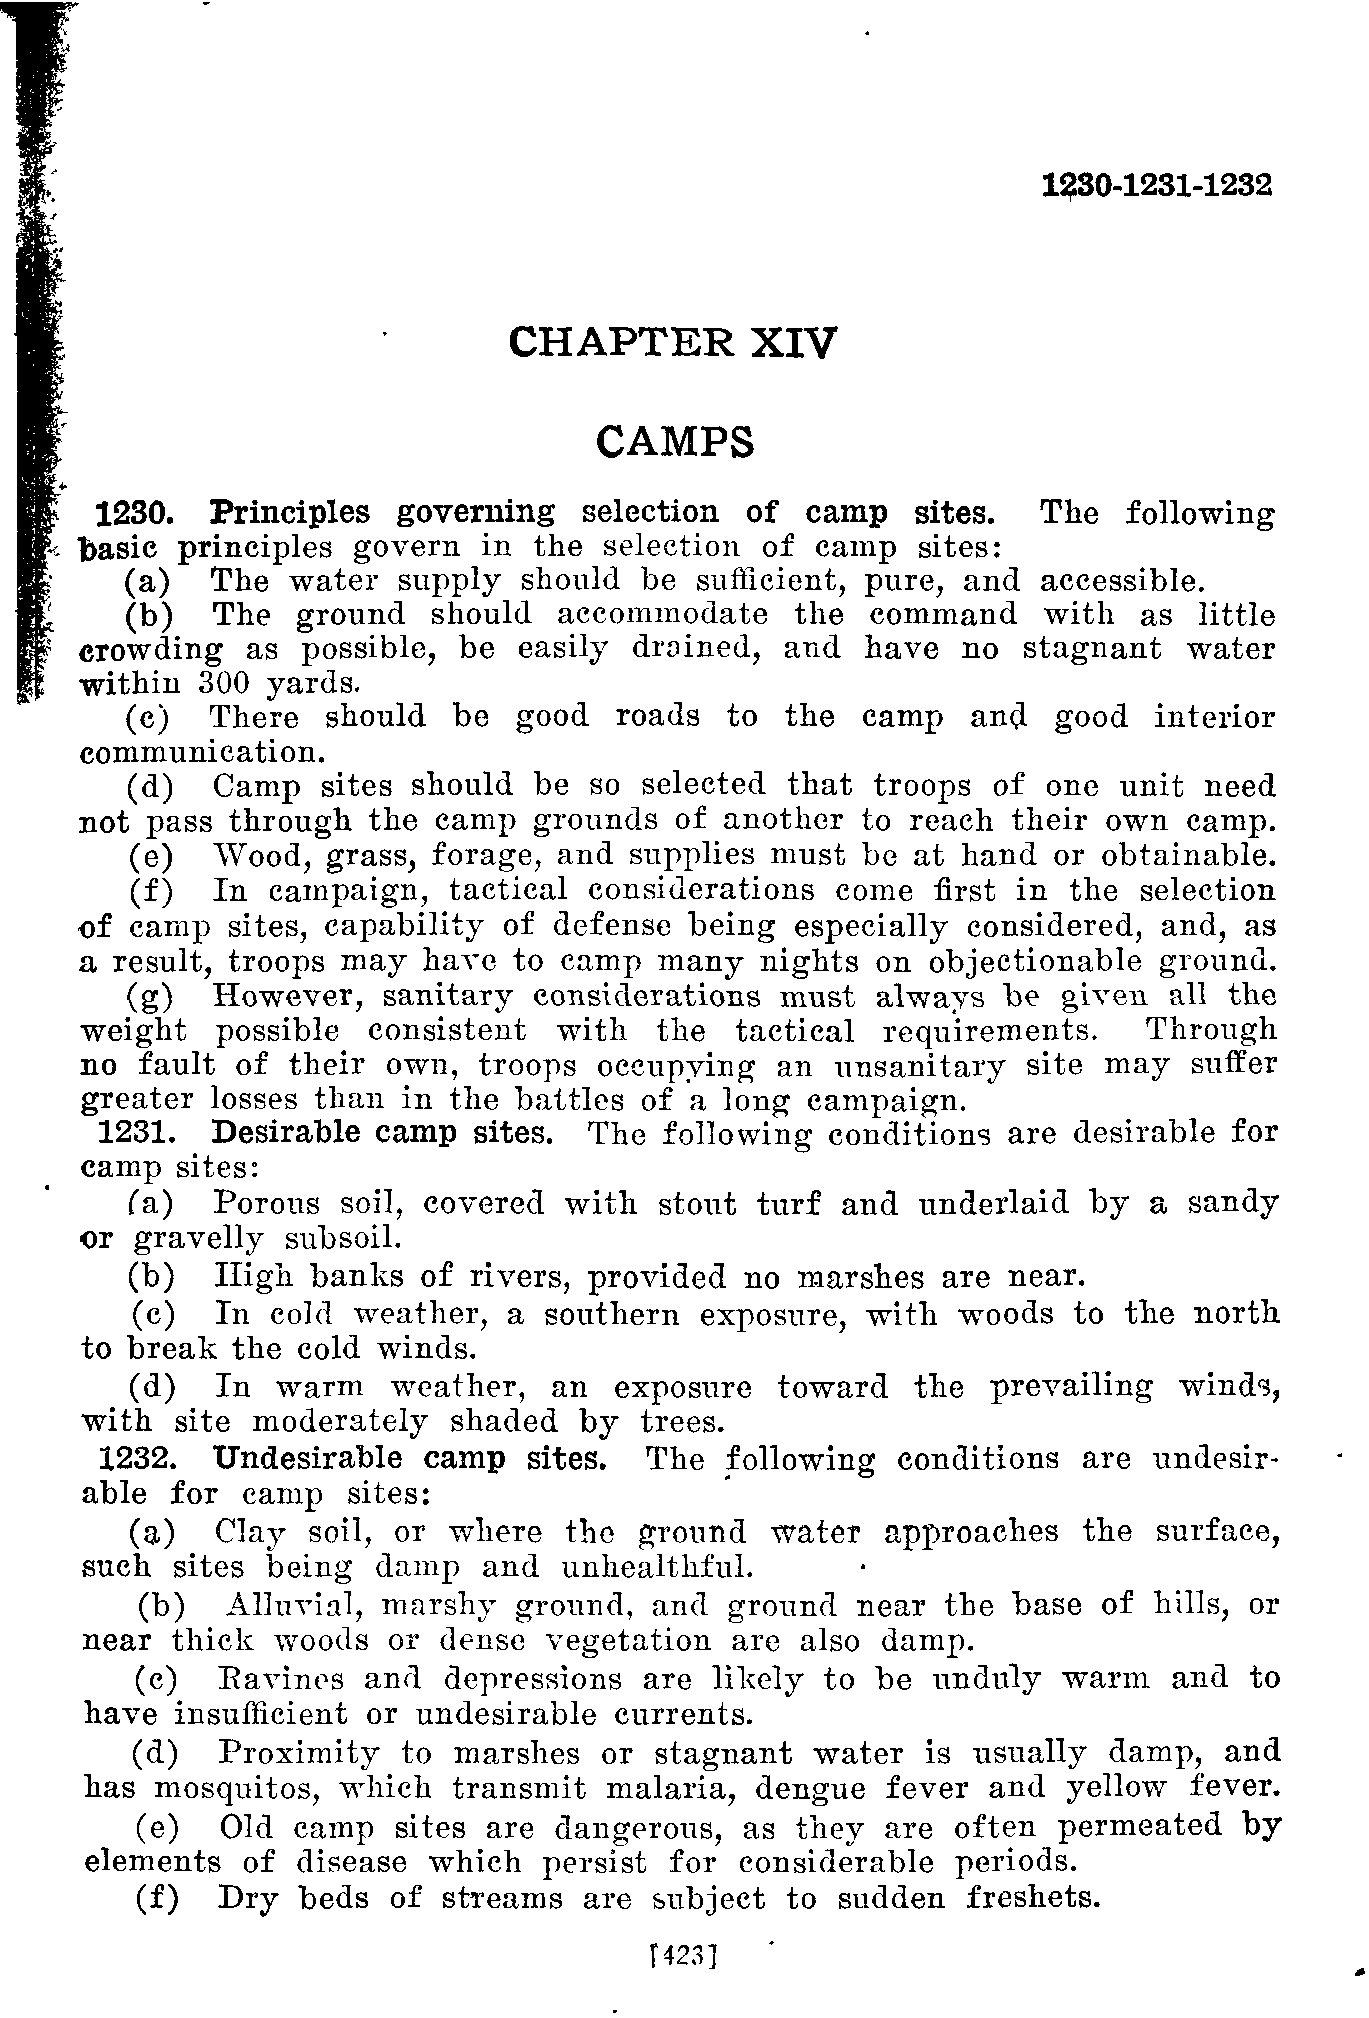 1230-1231-1232
CHAPTER XIV
CAMPS
1230. Principles governing selection of camp sites. The following
basic principles govern in the selection of camp sites:
(a) The water supply should be sufficient, pure, and accessible.
(b) The ground should accommodate the command with as little
crowding as possible, be easily drained, and have no stagnant water
within 300 yards.
(c) There should be good roads to the camp and good interior
communication.
(d) Camp sites should be so selected that troops of one unit need
not pass through the camp grounds of another to reach their own camp.
(e) Wood, grass, forage, and supplies must be at hand or obtainable.
(f) In campaign, tactical considerations come first in the selection
of camp sites, capability of defense being especially considered, and, as
a result, troops may have to camp many nights on objectionable ground.
(g) However, sanitary considerations must always be given all the
weight possible consistent with the tactical requirements. Through
no fault of their own, troops occupying an unsanitary site may suffer
greater losses than in the battles of a long campaign.
1231. Desirable camp sites. The following conditions are desirable for
camp sites:
(a) Porous soil, covered with stout turf and underlaid by a sandy
or gravelly subsoil.
(b) High banks of rivers, provided no marshes are near.
(c) In cold weather, a southern exposure, with woods to the north
to break the cold winds.
(d) In warm weather, an exposure toward the prevailing winds,
with site moderately shaded by trees.
1232. Undesirable camp sites. The following conditions are undesir-
able for camp sites:
(a) Clay soil, or where the ground water approaches the surface,
such sites being damp and unhealthful.
(b) Alluvial, marshy ground, and ground near the base of hills, or
near thick woods or dense vegetation are also damp.
(c) Ravines and depressions are likely to be unduly warm and to
have insufficient or undesirable currents.
(d) Proximity to marshes or stagnant water is usually damp, and
has mosquitos, which transmit malaria, dengue fever and yellow fever.
(e) Old camp sites are dangerous, as they are often permeated by
elements of disease which persist for considerable periods.
(f) Dry beds of streams are subject to sudden freshets.
[423]